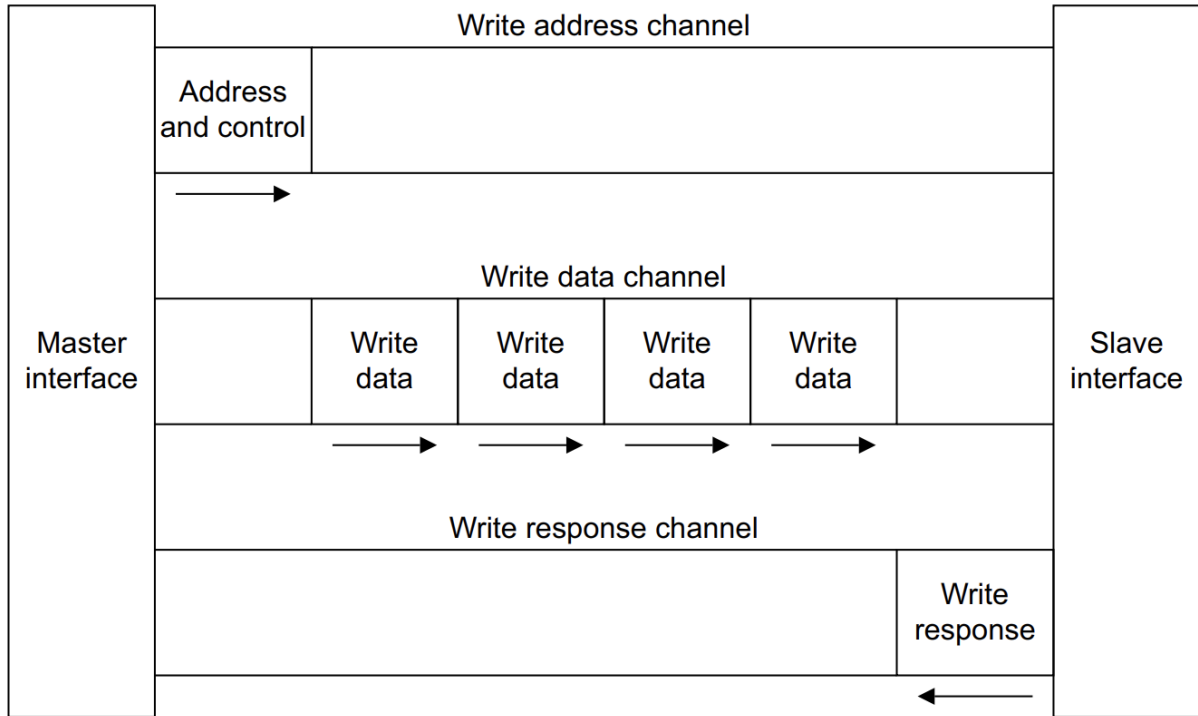 Write address channel
Address
and control
Write data channel
Master
interface
Write
data
Write
data
Write
data
Write
data
Slave
interface
Write response channel
Write
response